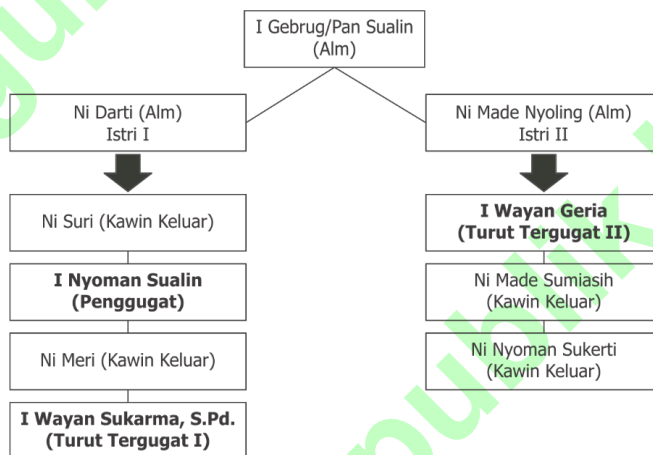 I Gebrug/Pan Sualin
(Alm)
Ni Darti (Alm)
Istri I
Ni Made Nyoling (Alm)
Istri II
Ni Suri (Kawin Keluar)
I Nyoman Sualin
(Penggugat)
Ni Meri (Kawin Keluar)
I Wayan Sukarma, S.Pd.
(Turut Tergugat I)
I Wayan Geria
(Turut Tergugat II)
Ni Made Sumiasih
(Kawin Keluar)
Ni Nyoman Sukerti
(Kawin Keluar)